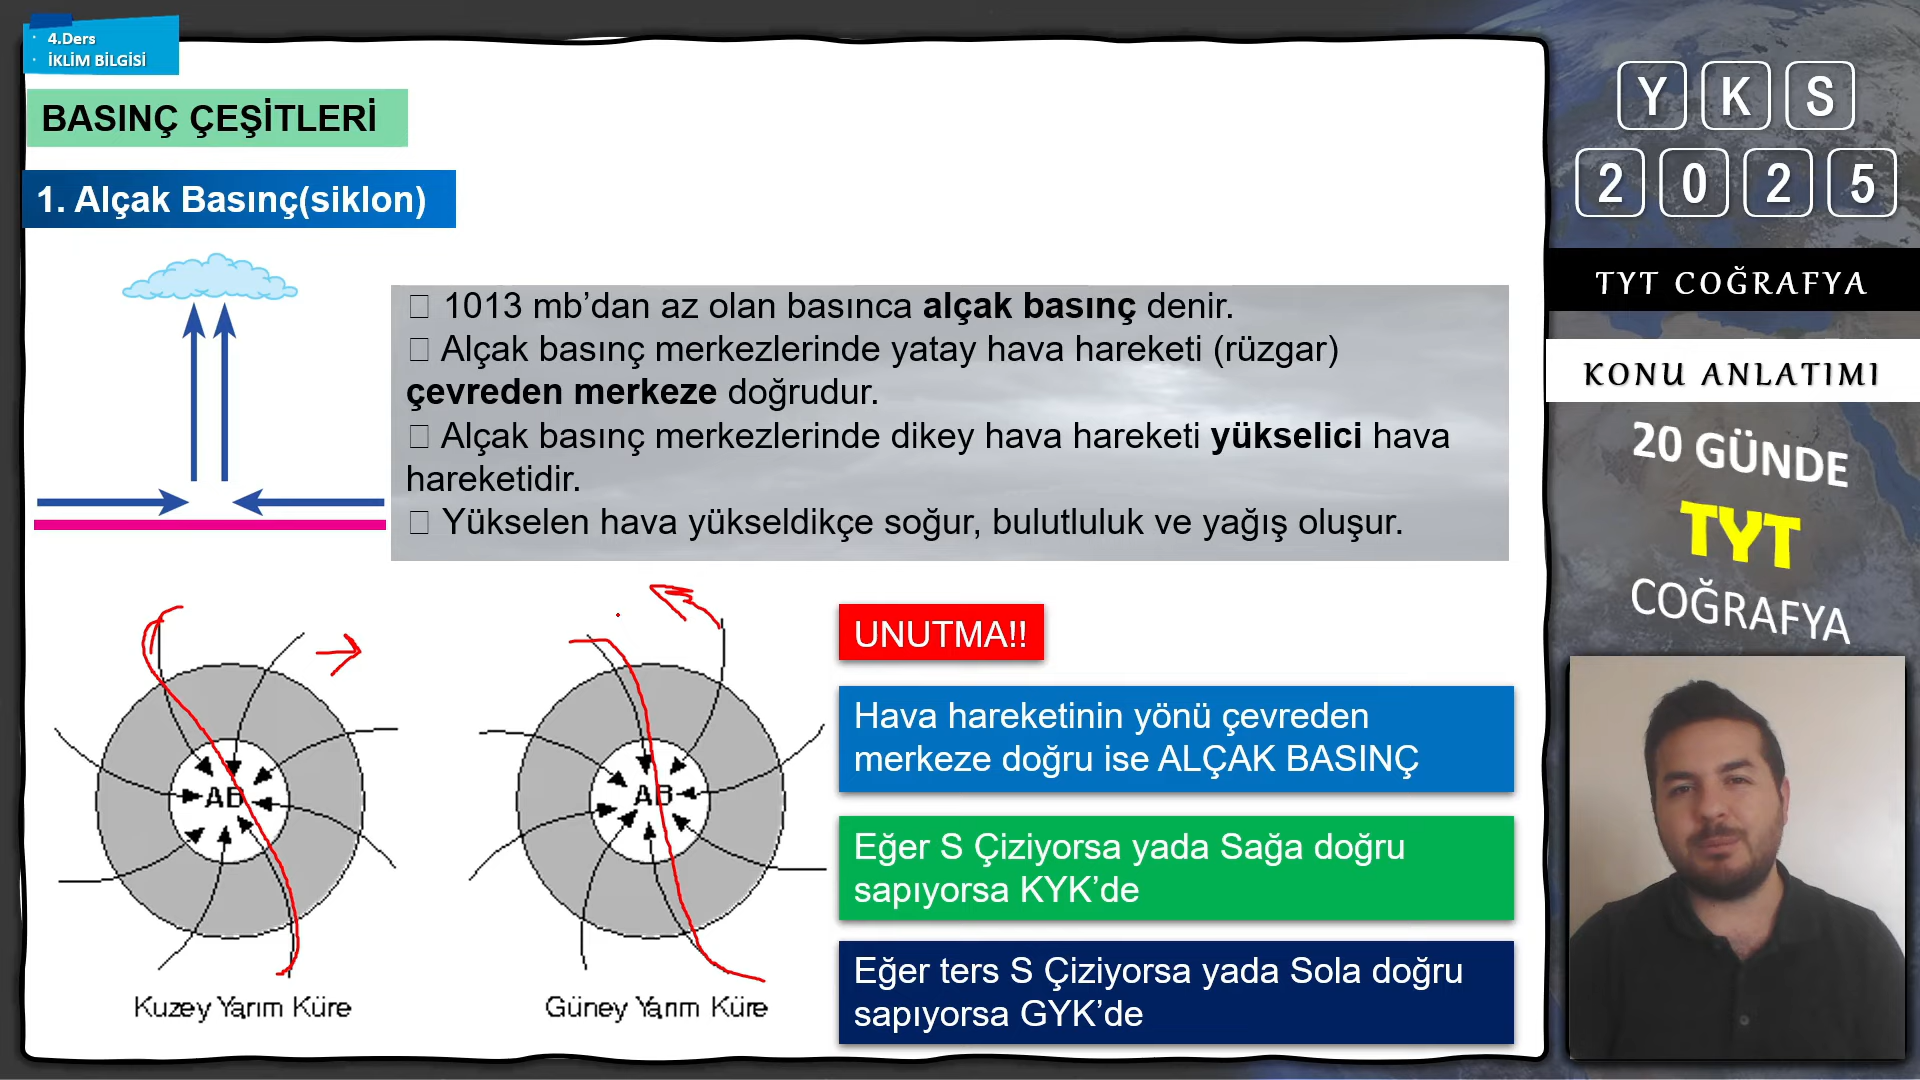 4.Ders
İKLİM BİLGİSİ
BASINÇ ÇEŞİTLERİ
1. Alçak Basınç(siklon)
1013 mb’dan az olan basınca alçak basınç denir.
Alçak basınç merkezlerinde yatay hava hareketi (rüzgar)
çevreden merkeze doğrudur.
Alçak basınç merkezlerinde dikey hava hareketi yükselici hava
hareketidir.
Yükselen hava yükseldikçe soğur, bulutluluk ve yağış oluşur.
AB
Kuzey Yarım Küre
AB
Güney Yarım Küre
UNUTMA!!
Hava hareketinin yönü çevreden
merkeze doğru ise ALÇAK BASINÇ
Eğer S Çiziyorsa yada Sağa doğru
sapıyorsa KYK’de
Eğer ters S Çiziyorsa yada Sola doğru
sapıyorsa GYK’de
YKS
2025
TYT COĞRAFYA
KONU ANLATIMI
20 GÜNDE
TYT
COĞRAFYA